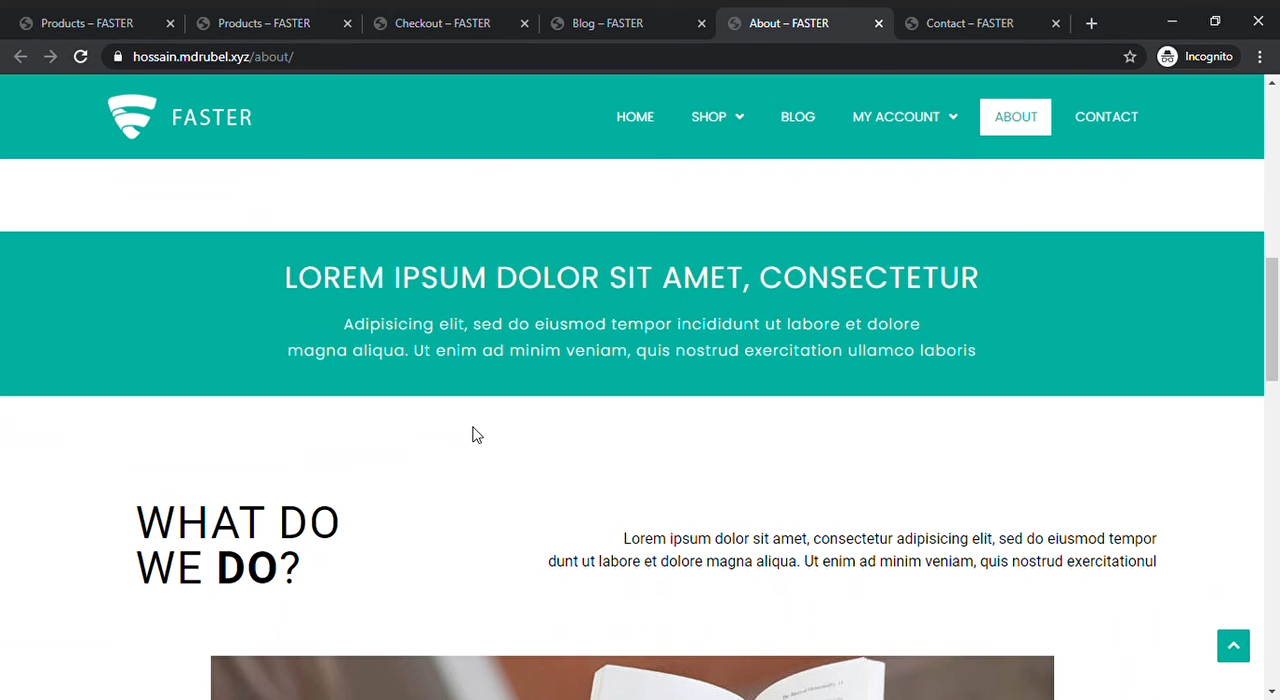 Products – FASTER
Products – FASTER
Checkout – FASTER
Blog – FASTER
About – FASTER
Contact – FASTER
hossain.mdrubel.xyz/about/
Incognito
FASTER
HOME
SHOP
BLOG
MY ACCOUNT
ABOUT
CONTACT
LOREM IPSUM DOLOR SIT AMET, CONSECTETUR
Adipisicing elit, sed do eiusmod tempor incididunt ut labore et dolore
magna aliqua. Ut enim ad minim veniam, quis nostrud exercitation ullamco laboris
WHAT DO
WE DO?
Lorem ipsum dolor sit amet, consectetur adipisicing elit, sed do eiusmod tempor
dunt ut labore et dolore magna aliqua. Ut enim ad minim veniam, quis nostrud exercitationul